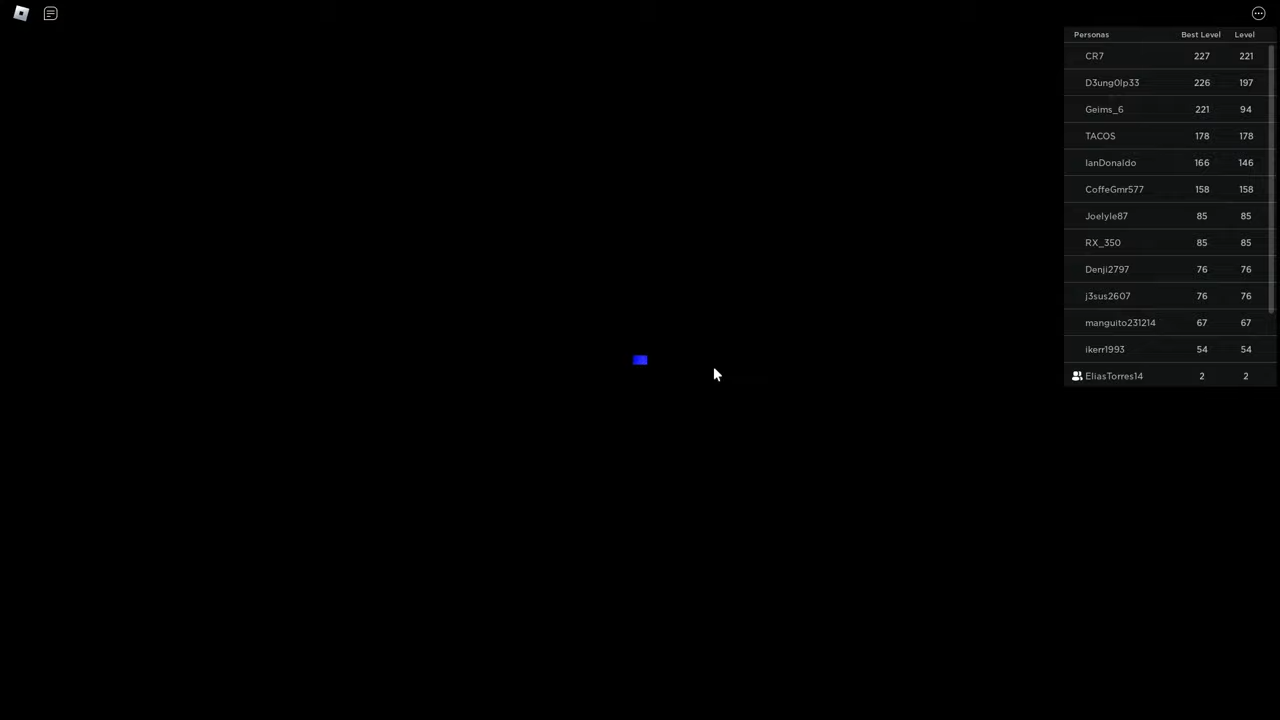 Personas Best Level Level
CR7 227 221
D3ung0lp33 226 197
Geims_6 221 94
TACOS 178 178
IanDonaldo 166 146
CoffeGmr577 158 158
Joelyle87 85 85
RX_350 85 85
Denji2797 76 76
j3sus2607 76 76
manguito231214 67 67
ikerr1993 54 54
EliasTorres14 2 2